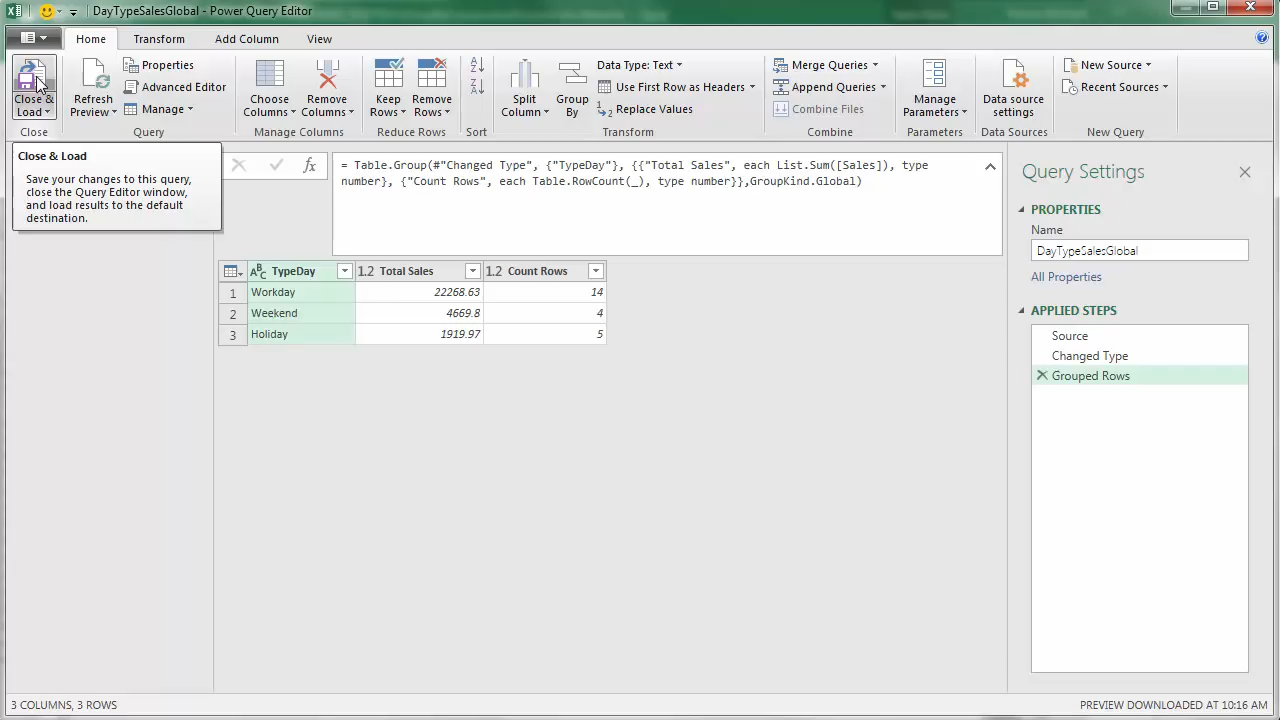 DayTypeSalesGlobal - Power Query Editor
Home
Transform
Add Column
View
Close &
Load
Close
Refresh
Preview
Properties
Advanced Editor
Manage
Query
Choose
Columns
Remove
Columns
Manage Columns
Keep
Rows
Remove
Rows
Reduce Rows
Sort
Split
Column
Group
By
Data Type: Text
Use First Row as Headers
Replace Values
Transform
Merge Queries
Append Queries
Combine Files
Combine
Manage
Parameters
Parameters
Data source
settings
Data Sources
New Source
Recent Sources
New Query
Close & Load
Save your changes to this query,
close the Query Editor window,
and load results to the default
destination.
fx
= Table.Group(#"Changed Type", {"TypeDay"}, {{"Total Sales", each List.Sum([Sales]), type
number}, {"Count Rows", each Table.RowCount(_), type number}},GroupKind.Global)
ABC TypeDay 1.2 Total Sales 1.2 Count Rows
1 Workday 22268.63 14
2 Weekend 4669.8 4
3 Holiday 1919.97 5
Query Settings
PROPERTIES
Name
DayTypeSalesGlobal
All Properties
APPLIED STEPS
Source
Changed Type
Grouped Rows
3 COLUMNS, 3 ROWS
PREVIEW DOWNLOADED AT 10:16 AM